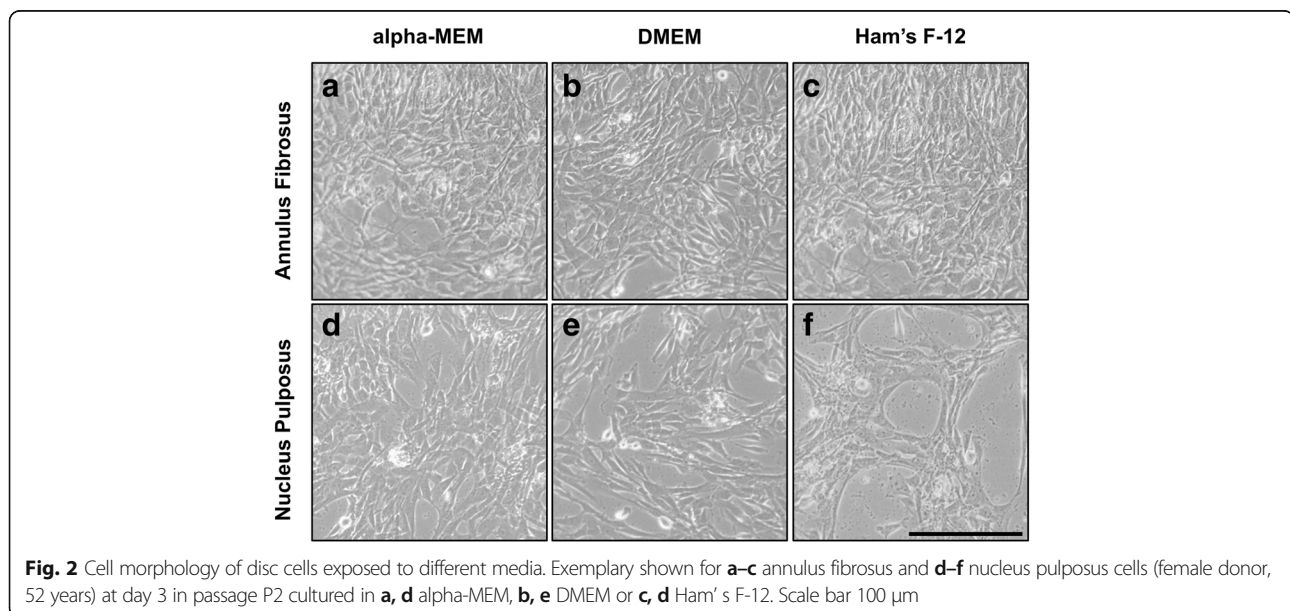 alpha-MEM DMEM Ham's F-12
Annulus Fibrosus
a b c
Nucleus Pulposus
d e f
Fig. 2 Cell morphology of disc cells exposed to different media. Exemplary shown for a–c annulus fibrosus and d–f nucleus pulposus cells (female donor,
52 years) at day 3 in passage P2 cultured in a, d alpha-MEM, b, e DMEM or c, d Ham' s F-12. Scale bar 100 μm